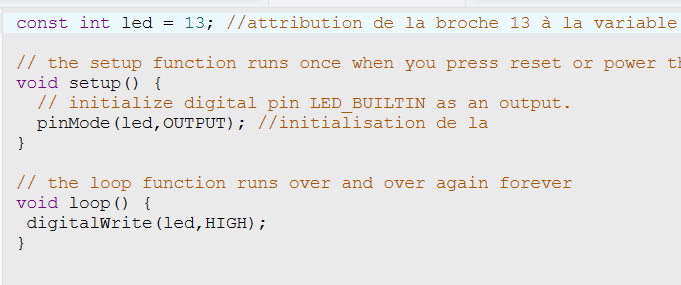 const int led = 13; //attribution de la broche 13 à la variable
// the setup function runs once when you press reset or power
void setup() {
// initialize digital pin LED_BUILTIN as an output.
pinMode(led,OUTPUT); //initialisation de la
}
// the loop function runs over and over again forever
void loop() {
digitalWrite(led,HIGH);
}